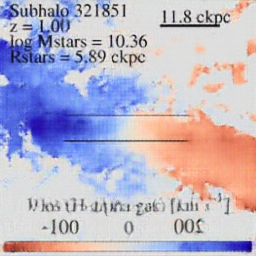 Subhalo 321851
11.8 ckpc
z = 1.00
log Mstars = 10.36
Rstars = 5.89 ckpc
-100 0